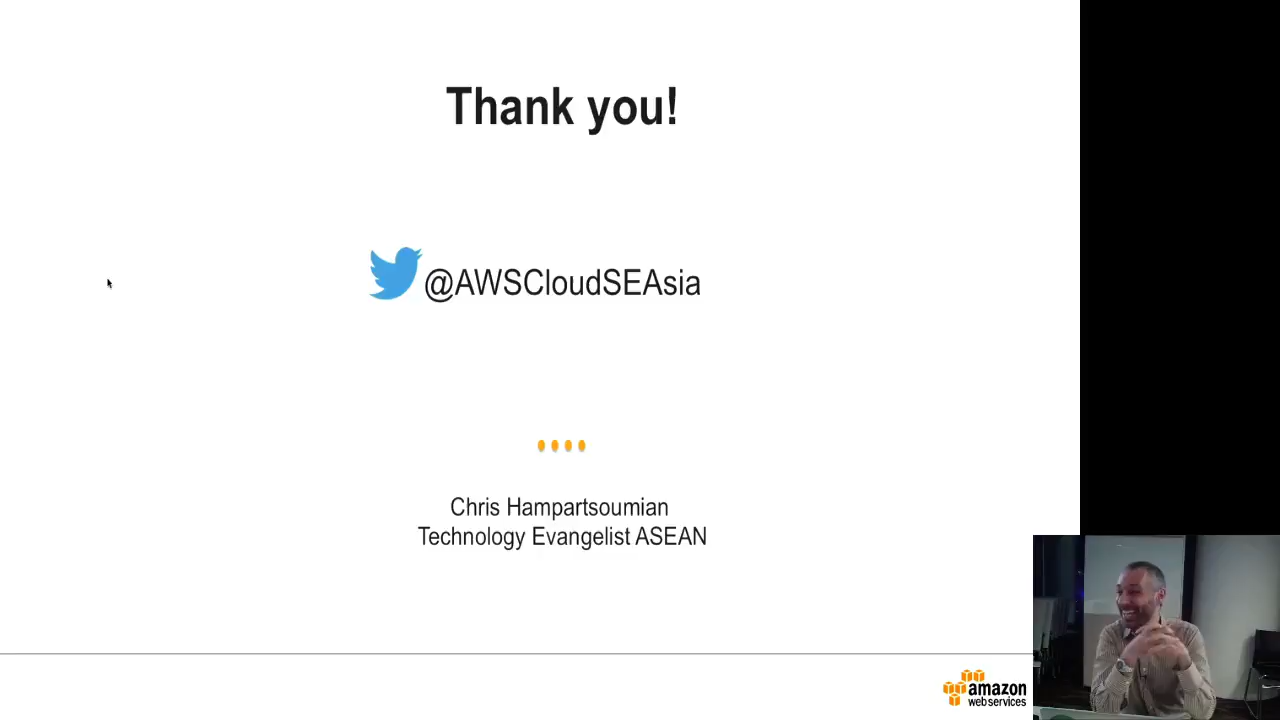 Thank you!
@AWSCloudSEAsia
Chris Hampartsoumian
Technology Evangelist ASEAN
amazon
web services